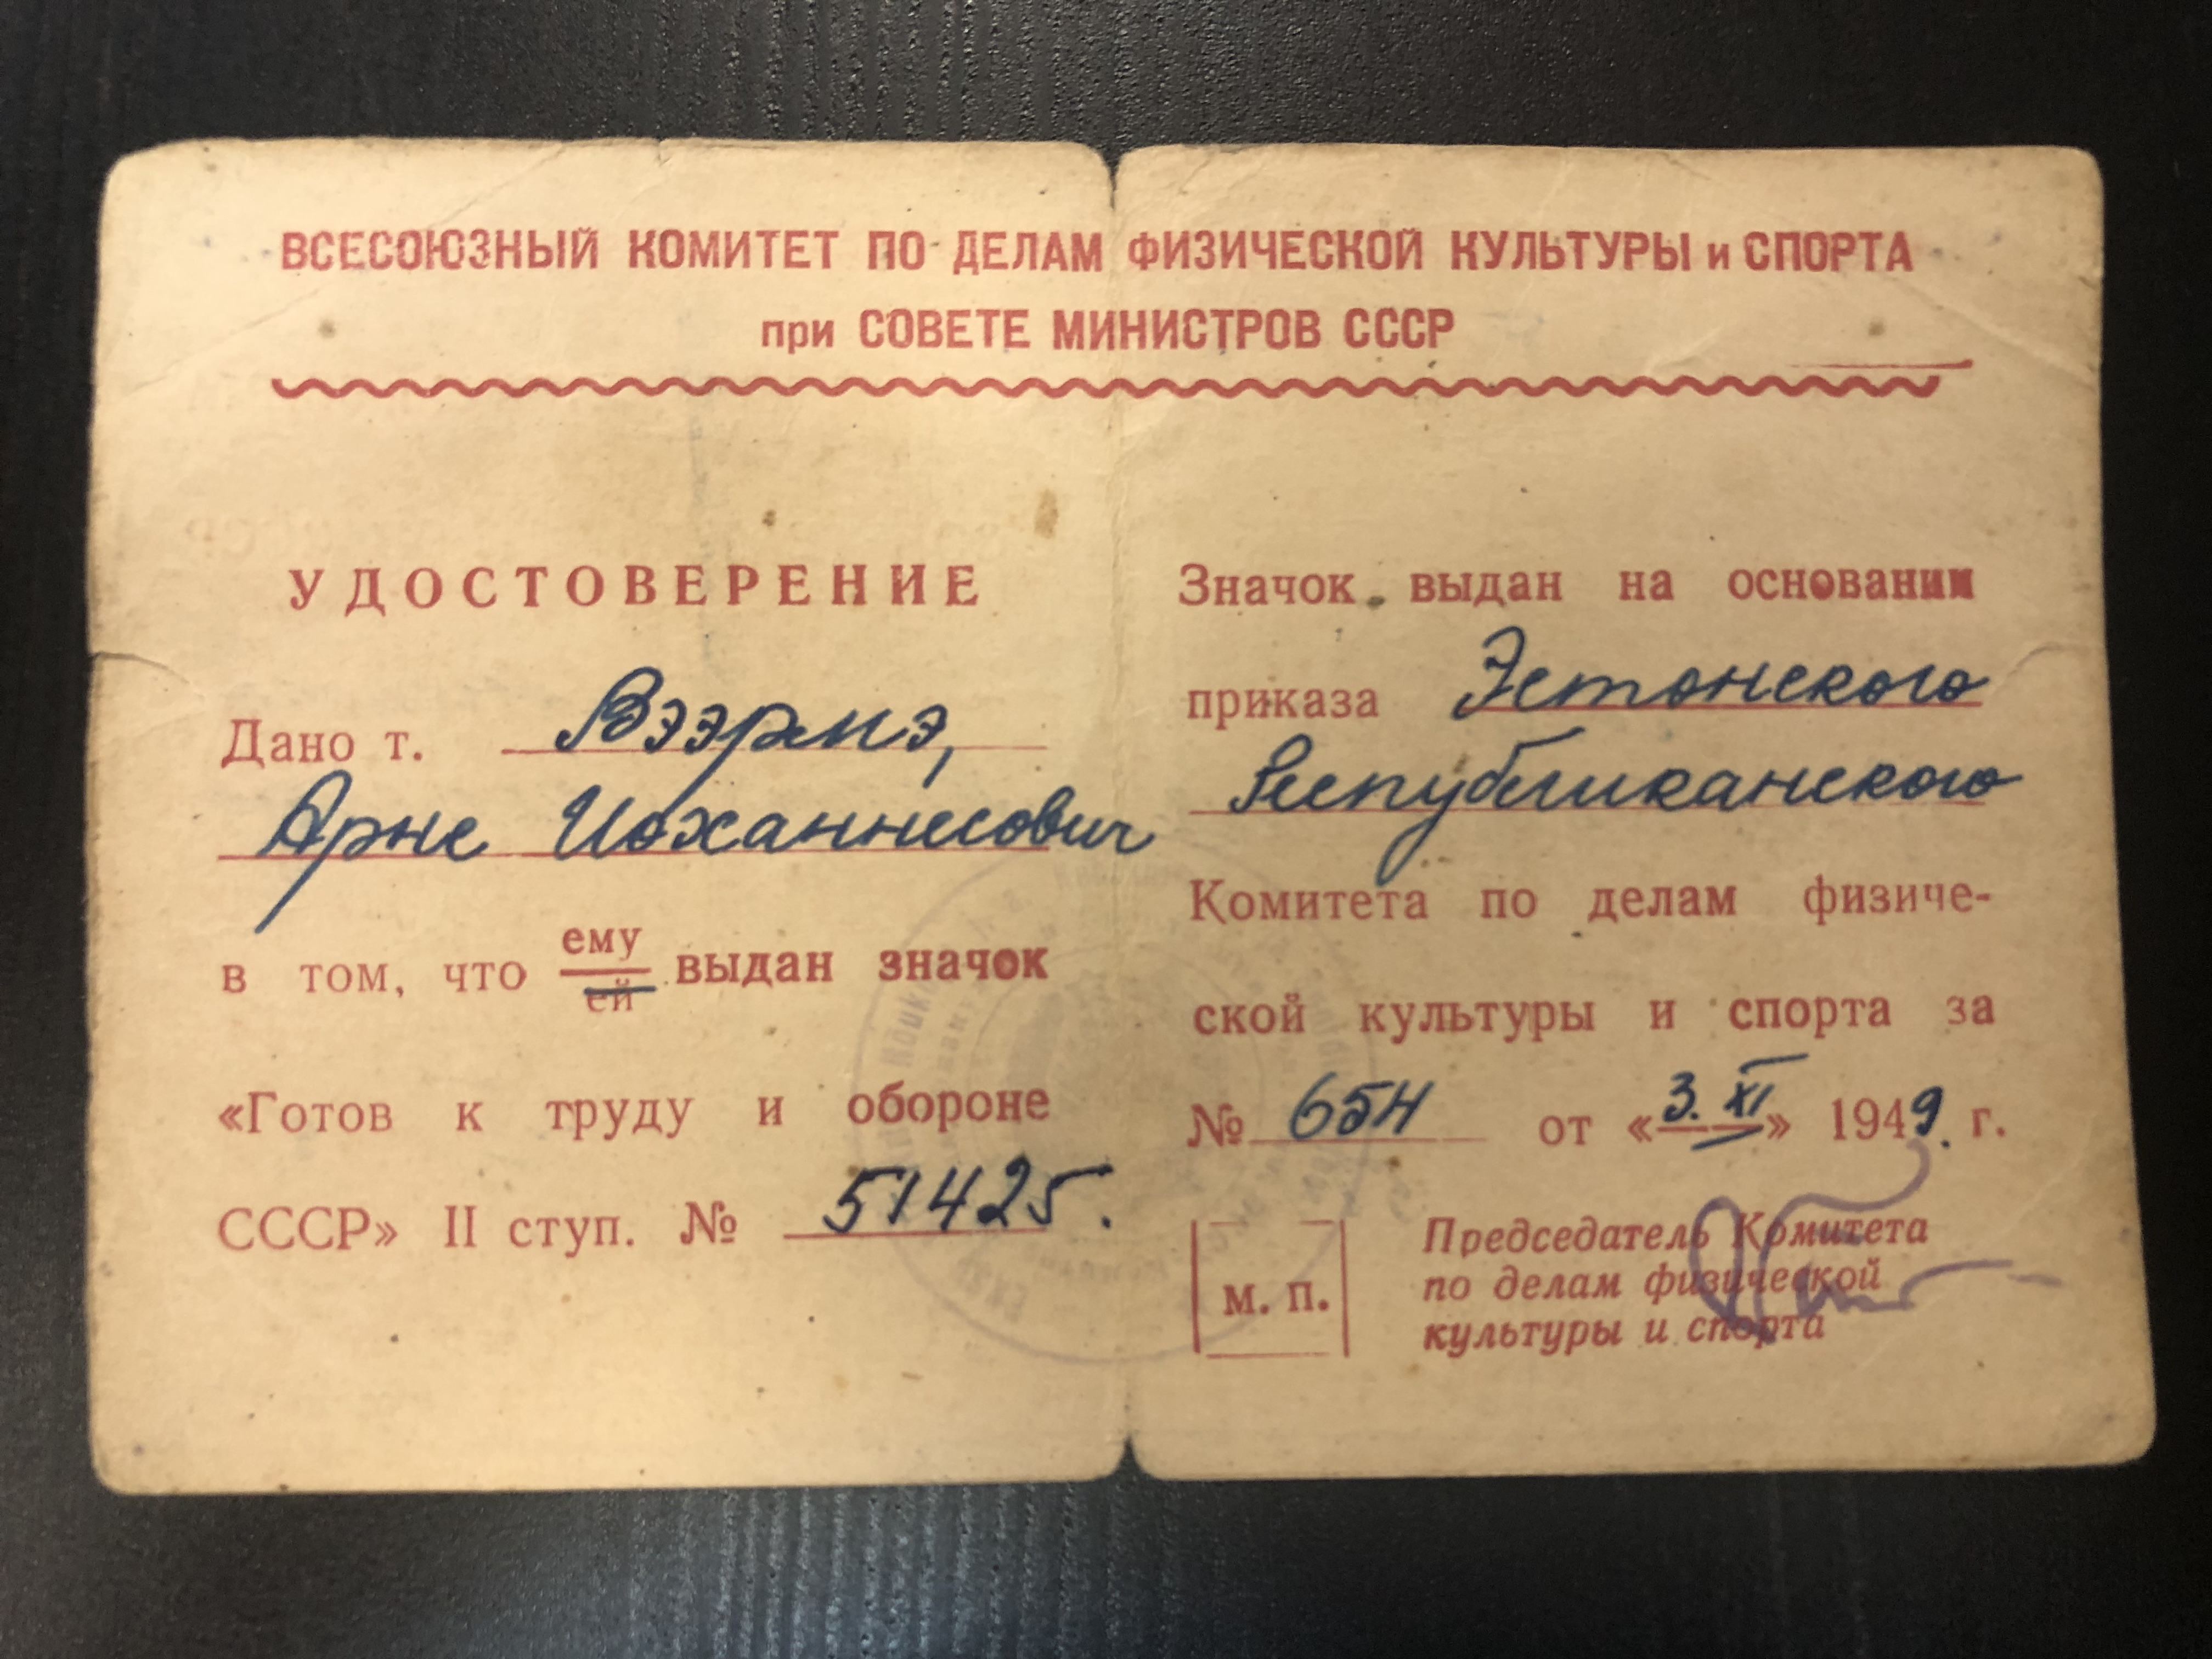 ВСЕСОЮЗНЫЙ КОМИТЕТ ПО ДЕЛАМ ФИЗИЧЕСКОЙ КУЛЬТУРЫ и СПОРТА
при СОВЕТЕ МИНИСТРОВ СССР
УДОСТОВЕРЕНИЕ
Дано т. Вээрмэ,
Арне Иоханнесович
в том, что ему
ей
выдан значок
«Готов к труду и обороне
СССР» II ступ. № 51425.
Значок выдан на основании
приказа Эстонского
Республиканского
Комитета по делам физиче-
ской культуры и спорта за
№ 654 от «3. XI» 1949. г.
м. п.
Председатель Комитета
по делам физической
культуры и спорта